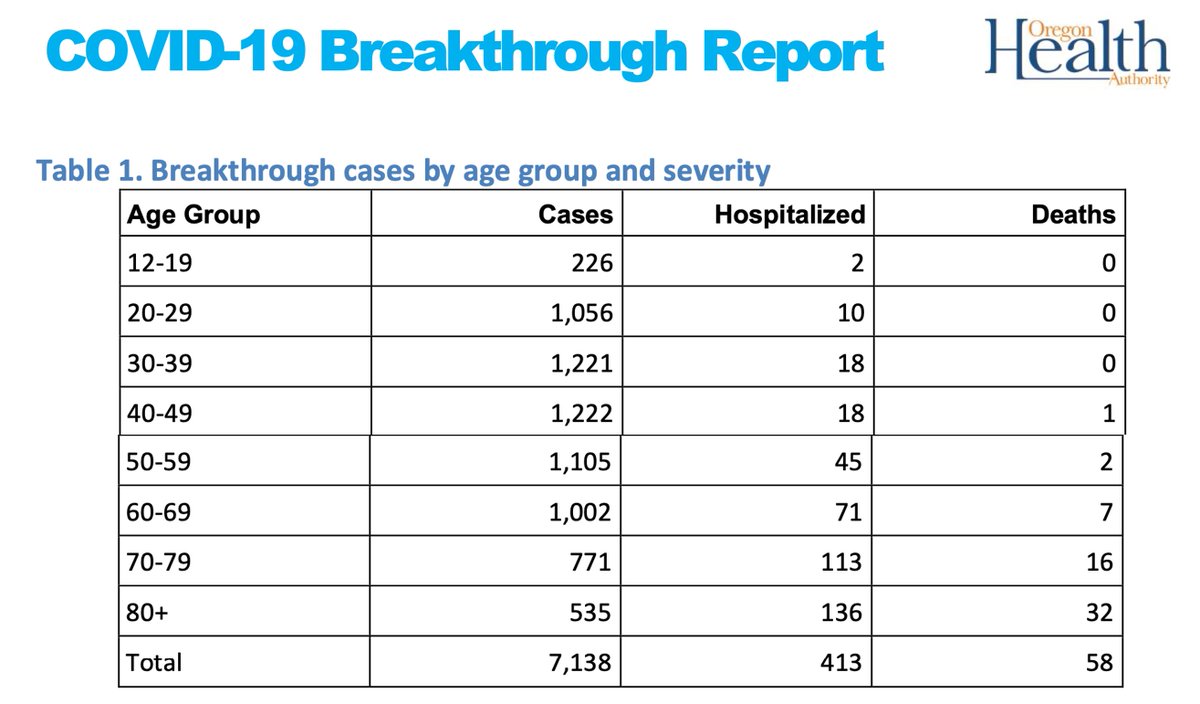 COVID-19 Breakthrough Report
Oregon
Health
Authority
Table 1. Breakthrough cases by age group and severity
Age Group Cases Hospitalized Deaths
12-19 226 2 0
20-29 1,056 10 0
30-39 1,221 18 0
40-49 1,222 18 1
50-59 1,105 45 2
60-69 1,002 71 7
70-79 771 113 16
80+ 535 136 32
Total 7,138 413 58